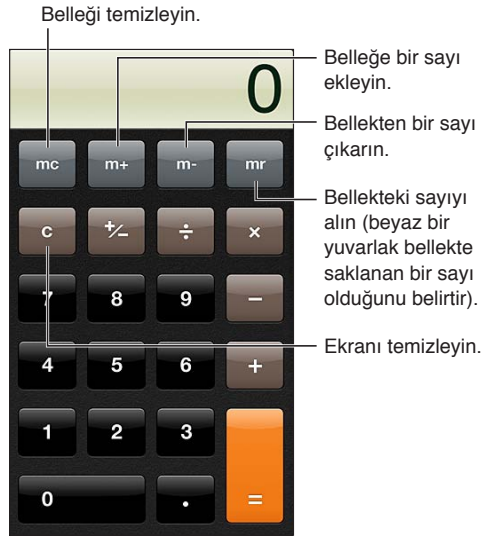 Belleği temizleyin.
0
Belleğe bir sayı
ekleyin.
Bellekten bir sayı
çıkarın.
mc m+ m- mr
Bellekteki sayıyı
alın (beyaz bir
yuvarlak bellekte
saklanan bir sayı
olduğunu belirtir).
c +/− ÷ ×
7 8 9 −
Ekranı temizleyin.
4 5 6 +
1 2 3
0 . =